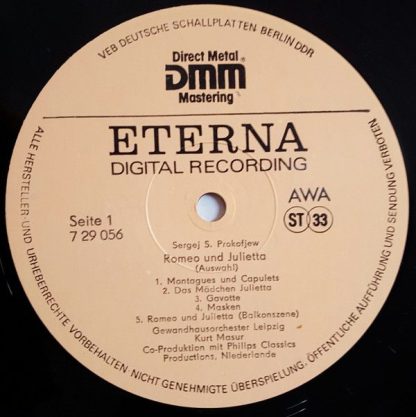 VEB DEUTSCHE SCHALLPLATTEN BERLIN DDR
Direct Metal
DMM®
Mastering
ETERNA
DIGITAL RECORDING
Seite 1
7 29 056
AWA
ST 33
Sergej S. Prokofjew
Romeo und Julietta
(Auswahl)
1. Montagues und Capulets
2. Das Mädchen Julietta
3. Gavotte
4. Masken
5. Romeo und Julietta (Balkonszene)
Gewandhausorchester Leipzig
Kurt Masur
Co-Produktion mit Philips Classics
Productions, Niederlande
ALLE HERSTELLER- UND URHEBERRECHTE VORBEHALTEN · NICHT GENEHMIGTE ÜBERSPIELUNG, ÖFFENTLICHE AUFFÜHRUNG UND SENDUNG VERBOTEN